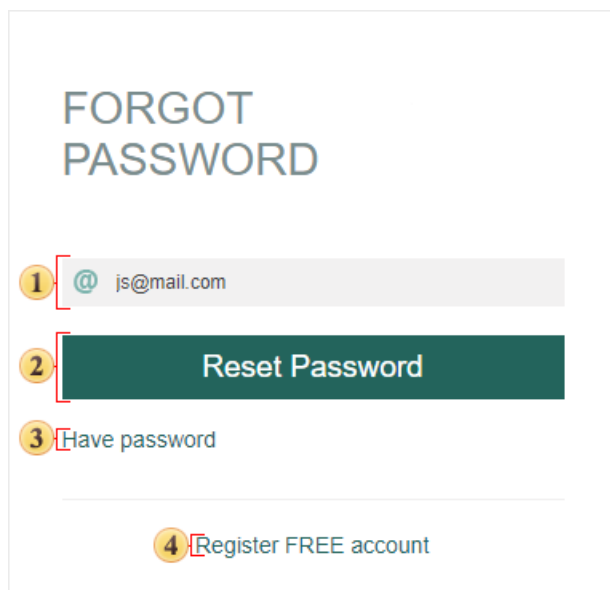 FORGOT
PASSWORD
1 @ js@mail.com
2 Reset Password
3 Have password
4 Register FREE account